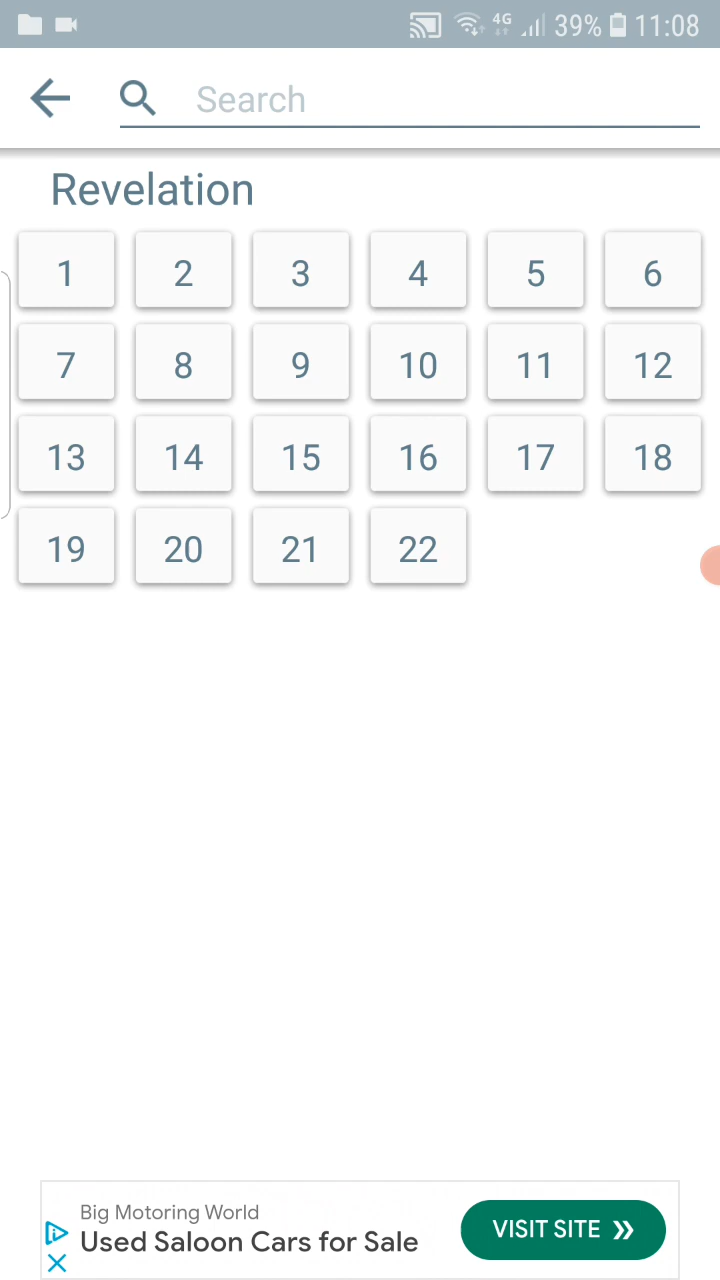 4G 39% 11:08
Search
Revelation
1 2 3 4 5 6
7 8 9 10 11 12
13 14 15 16 17 18
19 20 21 22
Big Motoring World
Used Saloon Cars for Sale
VISIT SITE